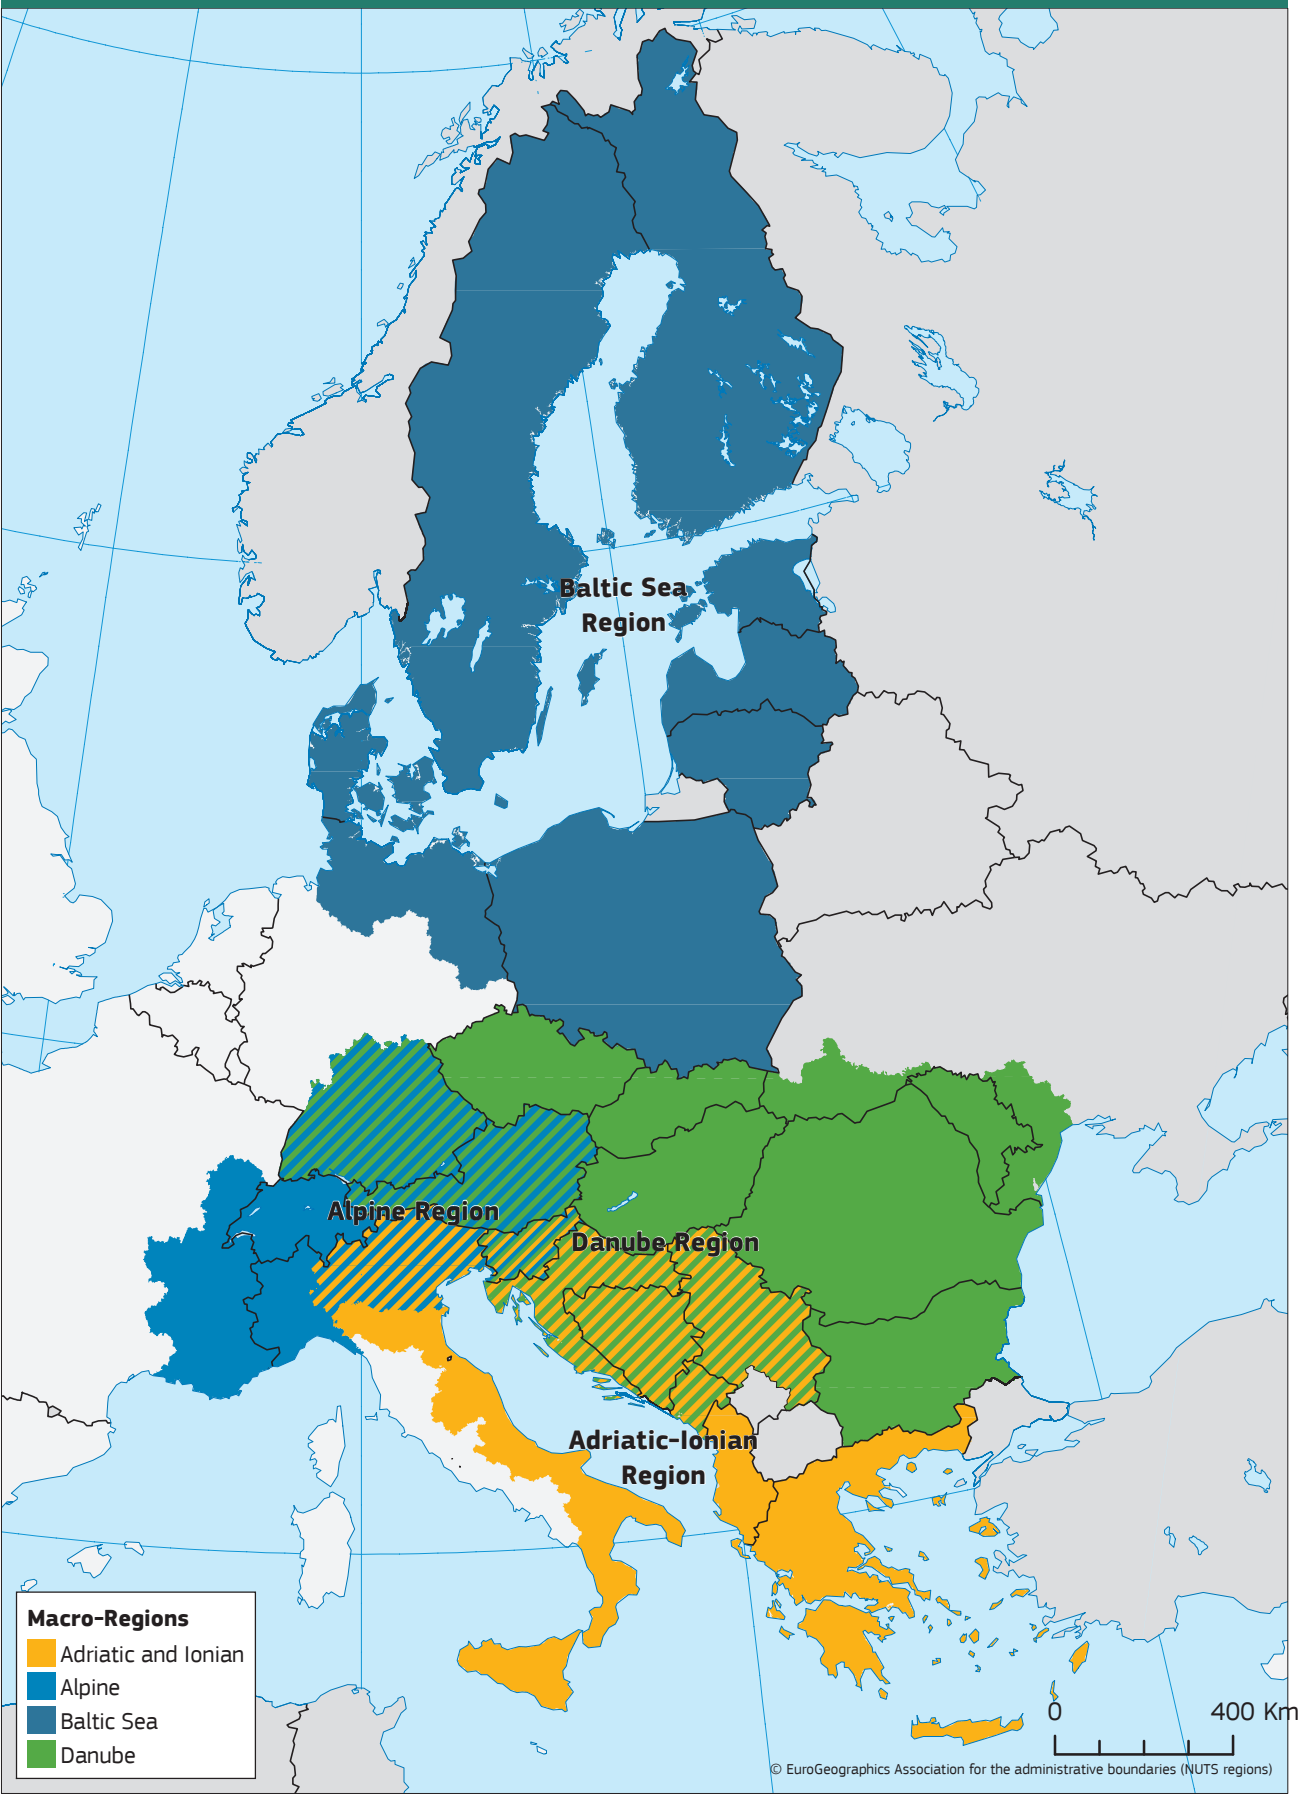 Baltic Sea
Region
Alpine Region
Danube Region
Adriatic-Ionian
Region
Macro-Regions
Adriatic and Ionian
Alpine
Baltic Sea
Danube
0 400 Km
© EuroGeographics Association for the administrative boundaries (NUTS regions)